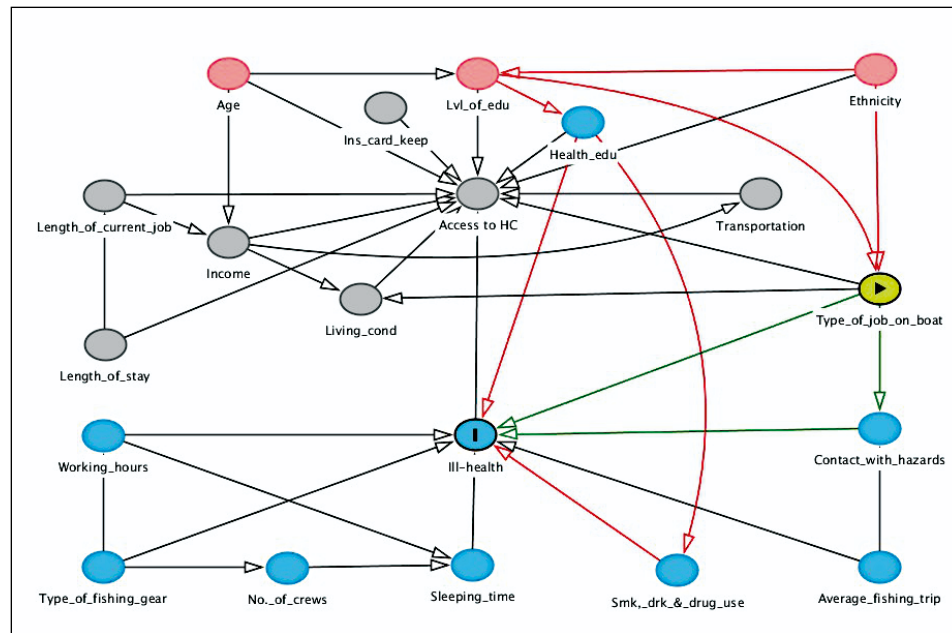 Age
Lvl_of_edu
Ethnicity
Ins_card_keep
Health_edu
Length_of_current_job
Access to HC
Transportation
Income
Living_cond
Type_of_job_on_boat
Length_of_stay
Working_hours
Ill-health
Contact_with_hazards
Type_of_fishing_gear
No._of_crews
Sleeping_time
Smk,_drk_&_drug_use
Average_fishing_trip